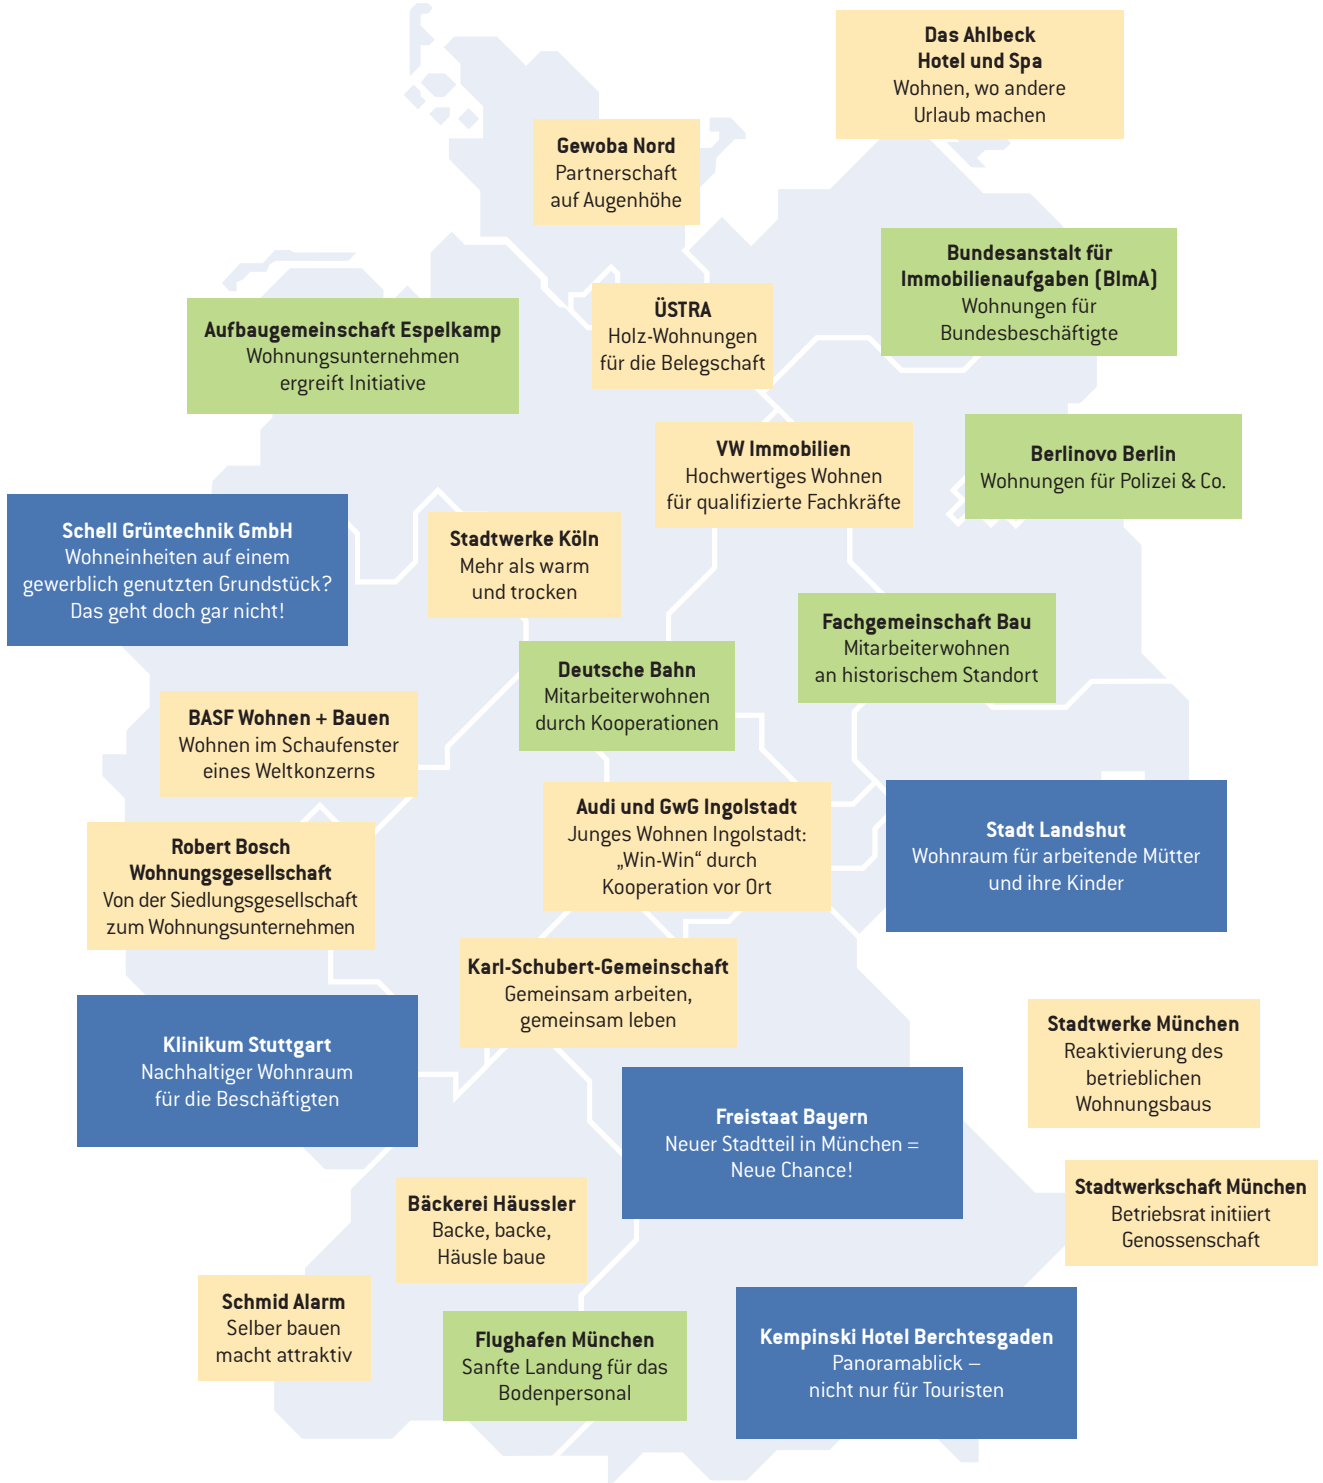 Das Ahlbeck
Hotel und Spa
Wohnen, wo andere
Urlaub machen
Gewoba Nord
Partnerschaft
auf Augenhöhe
Bundesanstalt für
Immobilienaufgaben (BImA)
Wohnungen für
Bundesbeschäftigte
ÜSTRA
Holz-Wohnungen
für die Belegschaft
Aufbaugemeinschaft Espelkamp
Wohnungsunternehmen
ergreift Initiative
VW Immobilien
Hochwertiges Wohnen
für qualifizierte Fachkräfte
Berlinovo Berlin
Wohnungen für Polizei & Co.
Schell Grüntechnik GmbH
Wohneinheiten auf einem
gewerblich genutzten Grundstück?
Das geht doch gar nicht!
Stadtwerke Köln
Mehr als warm
und trocken
Fachgemeinschaft Bau
Mitarbeiterwohnen
an historischem Standort
Deutsche Bahn
Mitarbeiterwohnen
durch Kooperationen
BASF Wohnen + Bauen
Wohnen im Schaufenster
eines Weltkonzerns
Audi und GwG Ingolstadt
Junges Wohnen Ingolstadt:
„Win-Win“ durch
Kooperation vor Ort
Stadt Landshut
Wohnraum für arbeitende Mütter
und ihre Kinder
Robert Bosch
Wohnungsgesellschaft
Von der Siedlungsgesellschaft
zum Wohnungsunternehmen
Karl-Schubert-Gemeinschaft
Gemeinsam arbeiten,
gemeinsam leben
Klinikum Stuttgart
Nachhaltiger Wohnraum
für die Beschäftigten
Stadtwerke München
Reaktivierung des
betrieblichen
Wohnungsbaus
Freistaat Bayern
Neuer Stadtteil in München =
Neue Chance!
Stadtwerkschaft München
Betriebsrat initiiert
Genossenschaft
Bäckerei Häussler
Backe, backe,
Häusle baue
Schmid Alarm
Selber bauen
macht attraktiv
Flughafen München
Sanfte Landung für das
Bodenpersonal
Kempinski Hotel Berchtesgaden
Panoramablick –
nicht nur für Touristen